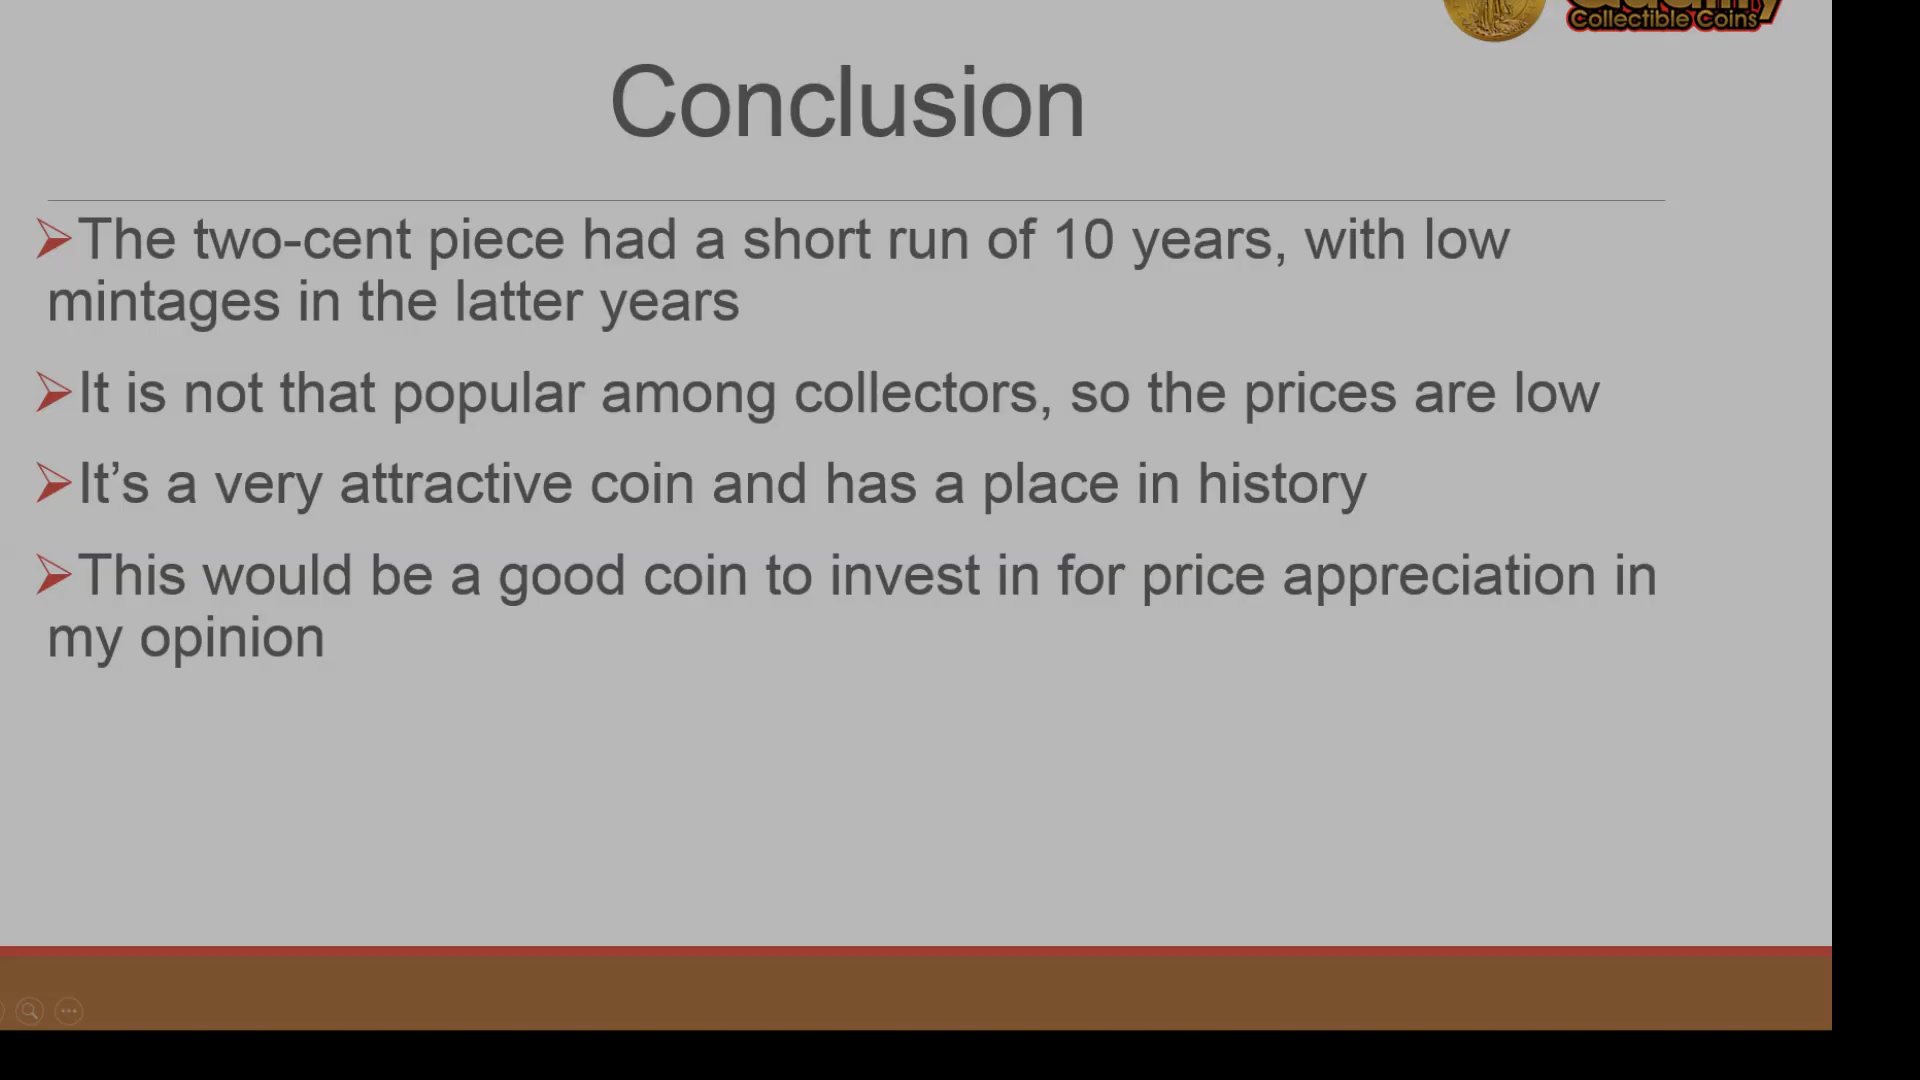 Collectible Coins
Conclusion
➢The two-cent piece had a short run of 10 years, with low
mintages in the latter years
➢It is not that popular among collectors, so the prices are low
➢It’s a very attractive coin and has a place in history
➢This would be a good coin to invest in for price appreciation in
my opinion